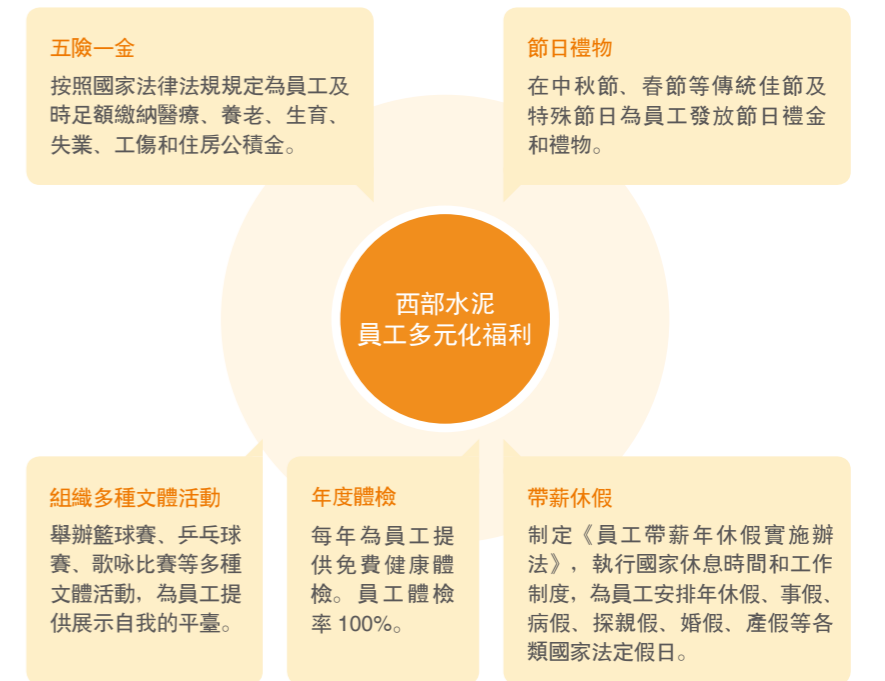 五險一金
按照國家法律法規規定為員工及
時足額繳納醫療、養老、生育、
失業、工傷和住房公積金。
節日禮物
在中秋節、春節等傳統佳節及
特殊節日為員工發放節日禮金
和禮物。
西部水泥
員工多元化福利
組織多種文體活動
舉辦籃球賽、乒乓球
賽、歌咏比賽等多種
文體活動，為員工提
供展示自我的平臺。
年度體檢
每年為員工提
供免費健康體
檢。員工體檢
率 100%。
帶薪休假
制定《員工帶薪年休假實施辦
法》，執行國家休息時間和工作
制度，為員工安排年休假、事假、
病假、探親假、婚假、產假等各
類國家法定假日。